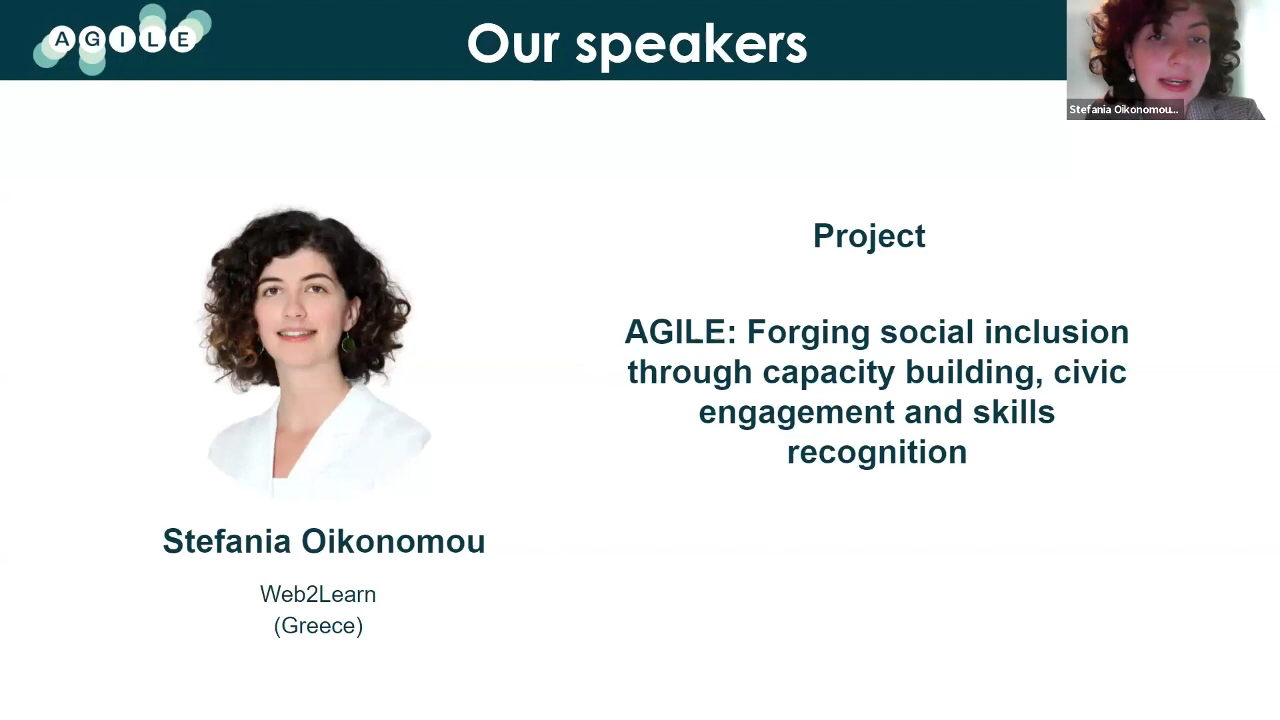 AGILE
Our speakers
Stefania Oikonomou...
Project
AGILE: Forging social inclusion
through capacity building, civic
engagement and skills
recognition
Stefania Oikonomou
Web2Learn
(Greece)